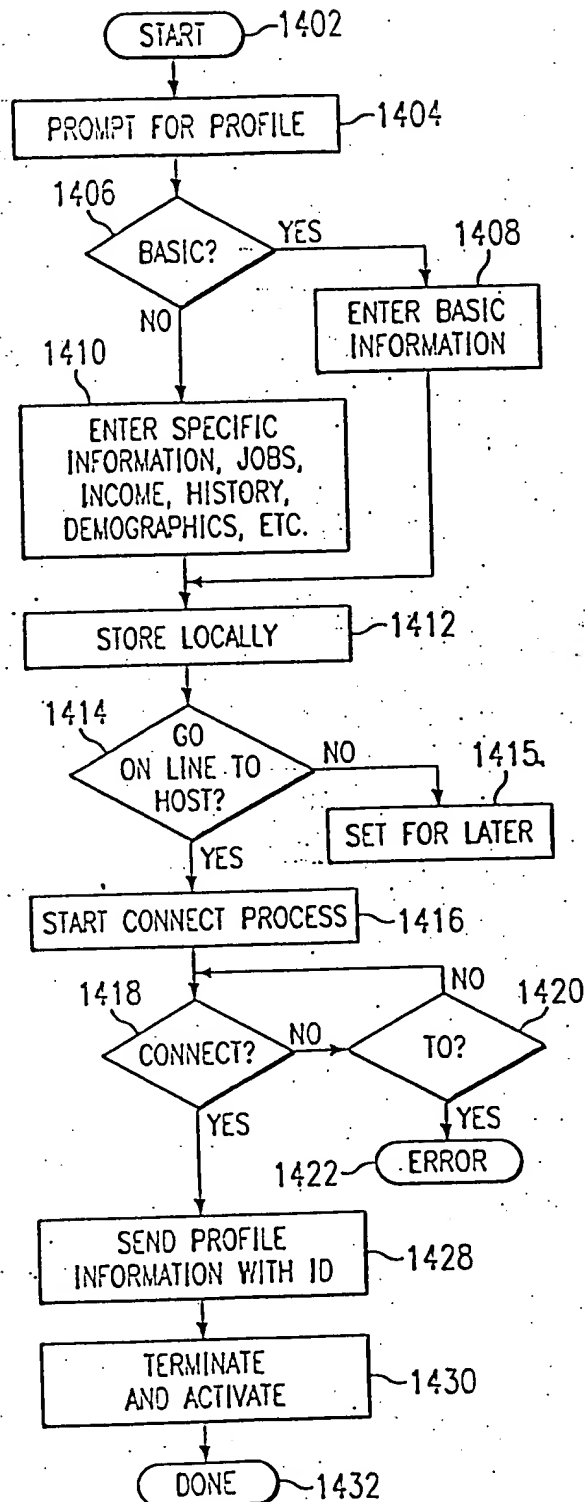 START
1402
PROMPT FOR PROFILE
1404
1406
BASIC?
YES
NO
1408
ENTER BASIC
INFORMATION
1410
ENTER SPECIFIC
INFORMATION, JOBS,
INCOME, HISTORY,
DEMOGRAPHICS, ETC.
STORE LOCALLY
1412
1414
GO
ON LINE TO
HOST?
NO
YES
1415
SET FOR LATER
START CONNECT PROCESS
1416
1418
CONNECT?
NO
YES
NO
1420
TO?
YES
1422
ERROR
SEND PROFILE
INFORMATION WITH ID
1428
TERMINATE
AND ACTIVATE
1430
DONE
1432